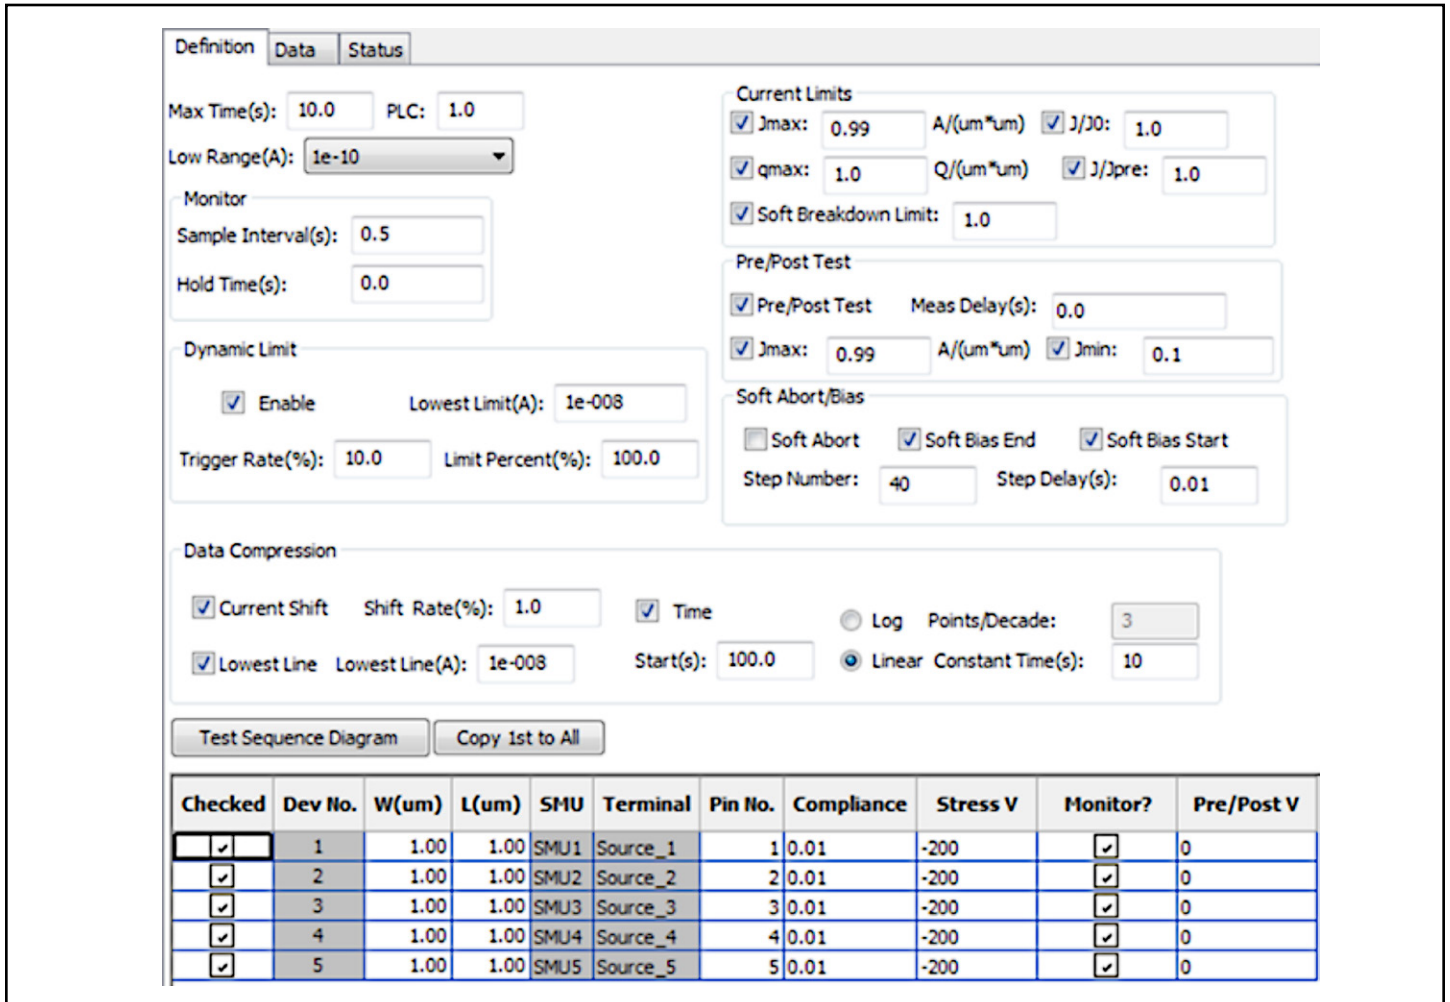 Definition Data Status
Max Time(s): 10.0 PLC: 1.0
Low Range(A): 1e-10
Monitor
Sample Interval(s): 0.5
Hold Time(s): 0.0
Dynamic Limit
Enable Lowest Limit(A): 1e-008
Trigger Rate(%): 10.0 Limit Percent(%): 100.0
Current Limits
Jmax: 0.99 A/(um*um) J/J0: 1.0
qmax: 1.0 Q/(um*um) J/Jpre: 1.0
Soft Breakdown Limit: 1.0
Pre/Post Test
Pre/Post Test Meas Delay(s): 0.0
Jmax: 0.99 A/(um*um) Jmin: 0.1
Soft Abort/Bias
Soft Abort Soft Bias End Soft Bias Start
Step Number: 40 Step Delay(s): 0.01
Data Compression
Current Shift Shift Rate(%): 1.0 Time Log Points/Decade: 3
Lowest Line Lowest Line(A): 1e-008 Start(s): 100.0 Linear Constant Time(s): 10
Test Sequence Diagram Copy 1st to All
Checked Dev No. W(um) L(um) SMU Terminal Pin No. Compliance Stress V Monitor? Pre/Post V
1 1.00 1.00 SMU1 Source_1 1 0.01 -200 0
2 1.00 1.00 SMU2 Source_2 2 0.01 -200 0
3 1.00 1.00 SMU3 Source_3 3 0.01 -200 0
4 1.00 1.00 SMU4 Source_4 4 0.01 -200 0
5 1.00 1.00 SMU5 Source_5 5 0.01 -200 0